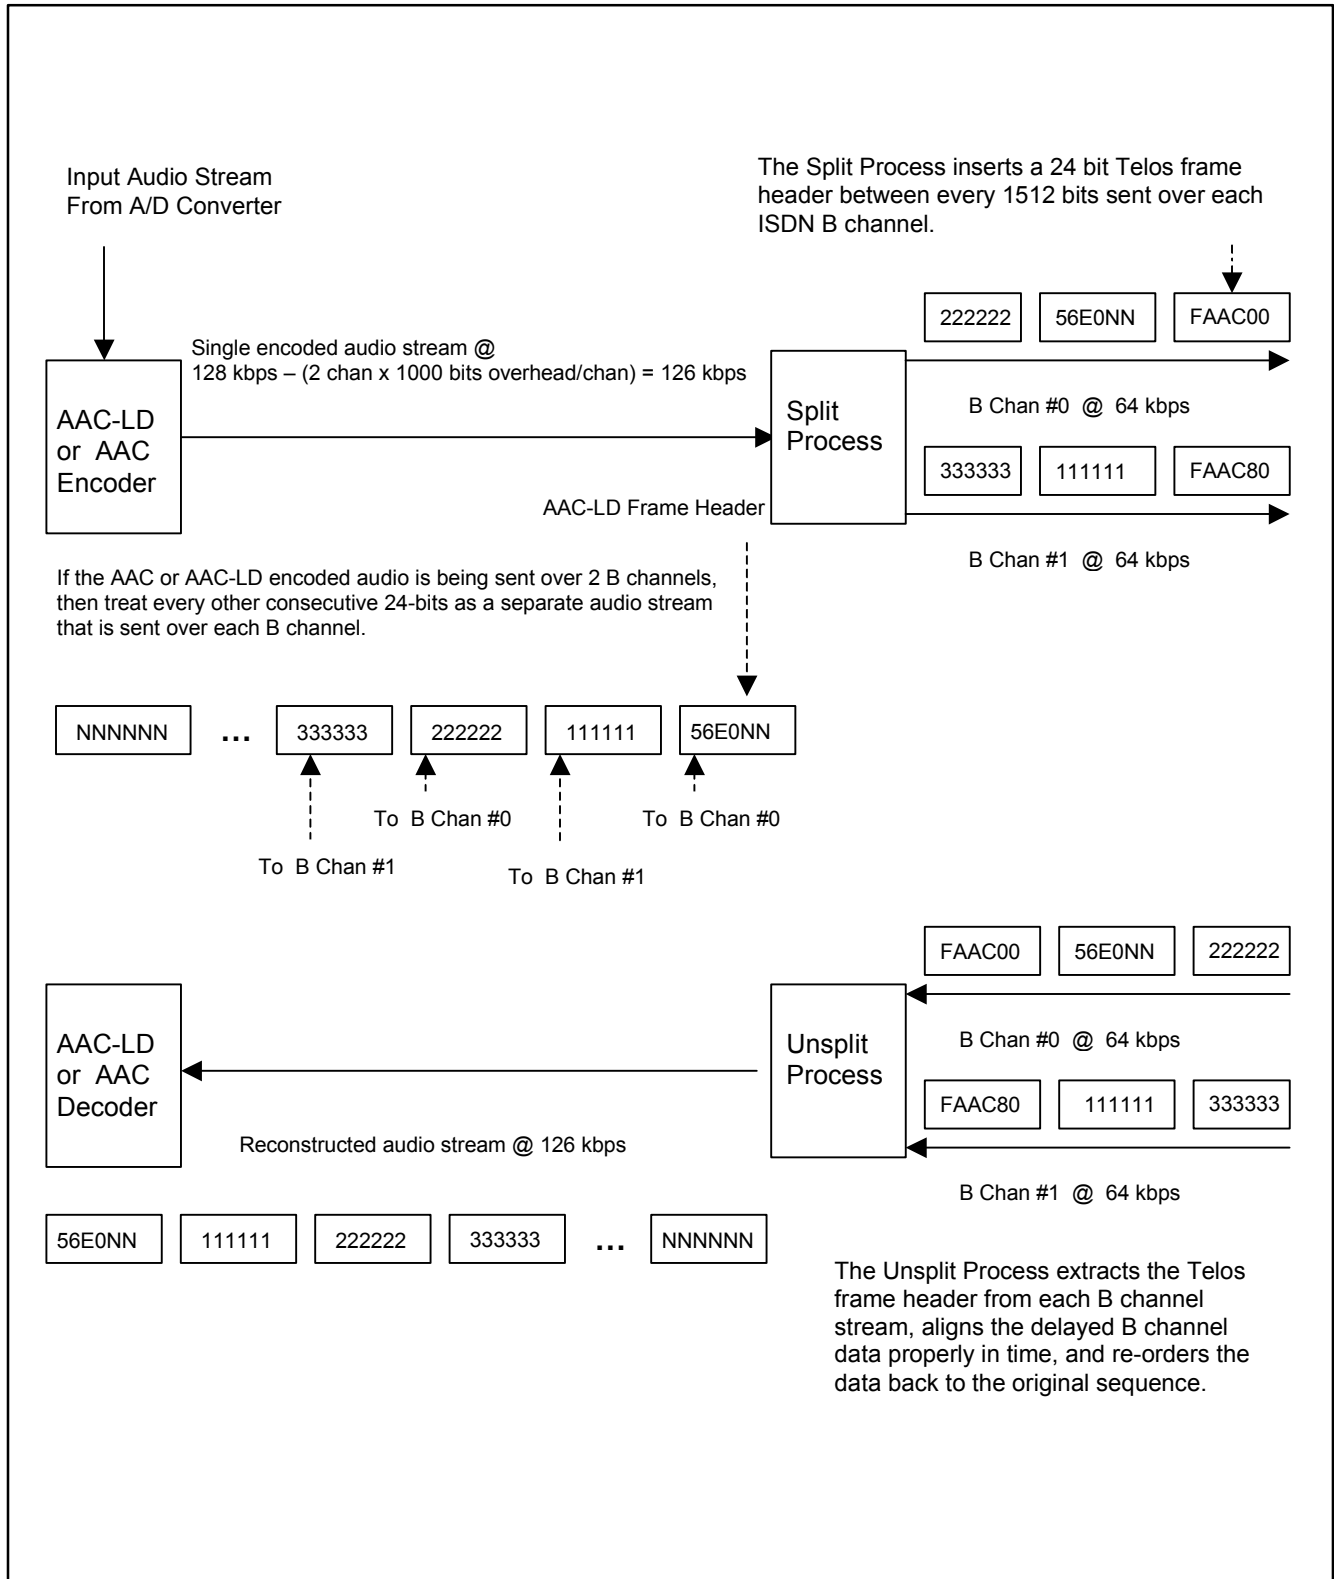 Input Audio Stream
From A/D Converter
The Split Process inserts a 24 bit Telos frame
header between every 1512 bits sent over each
ISDN B channel.
222222 56E0NN FAAC00
Single encoded audio stream @
128 kbps – (2 chan x 1000 bits overhead/chan) = 126 kbps
AAC-LD
or AAC
Encoder
Split
Process
B Chan #0 @ 64 kbps
333333 111111 FAAC80
AAC-LD Frame Header
B Chan #1 @ 64 kbps
If the AAC or AAC-LD encoded audio is being sent over 2 B channels,
then treat every other consecutive 24-bits as a separate audio stream
that is sent over each B channel.
NNNNNN ... 333333 222222 111111 56E0NN
To B Chan #0 To B Chan #0
To B Chan #1 To B Chan #1
FAAC00 56E0NN 222222
AAC-LD
or AAC
Decoder
Unsplit
Process
B Chan #0 @ 64 kbps
FAAC80 111111 333333
Reconstructed audio stream @ 126 kbps
B Chan #1 @ 64 kbps
56E0NN 111111 222222 333333 ... NNNNNN
The Unsplit Process extracts the Telos
frame header from each B channel
stream, aligns the delayed B channel
data properly in time, and re-orders the
data back to the original sequence.